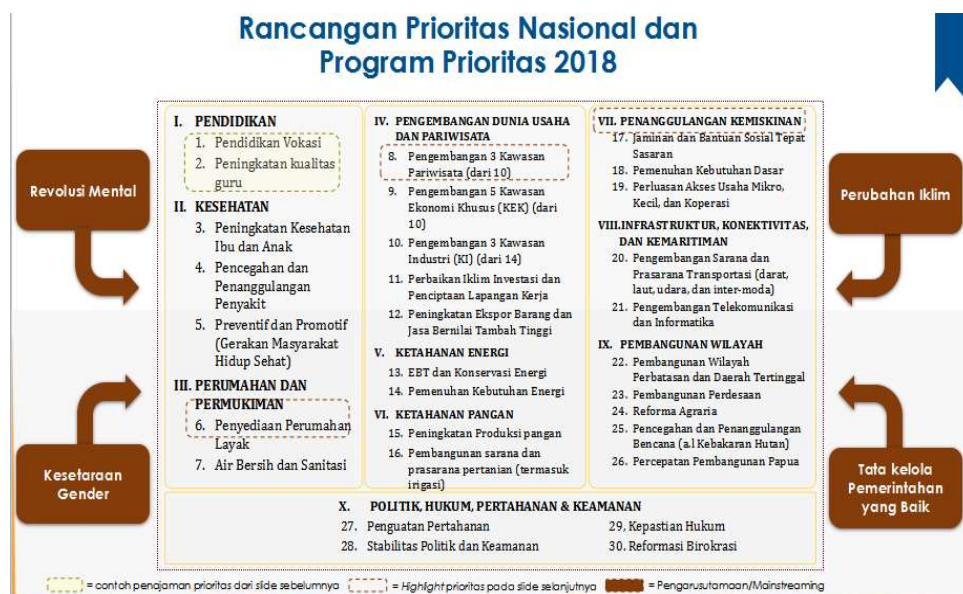 Rancangan Prioritas Nasional dan
Program Prioritas 2018
Revolusi Mental
Kesetaraan
Gender
I. PENDIDIKAN
1. Pendidikan Vokasi
2. Peningkatan kualitas
guru
II. KESEHATAN
3. Peningkatan Kesehatan
Ibu dan Anak
4. Pencegahan dan
Penanggulangan
Penyakit
5. Preventif dan Promotif
(Gerakan Masyarakat
Hidup Sehat)
III. PERUMAHAN DAN
PERMUKIMAN
6. Penyediaan Perumahan
Layak
7. Air Bersih dan Sanitasi
IV. PENGEMBANGAN DUNIA USAHA
DAN PARIWISATA
8. Pengembangan 3 Kawasan
Pariwisata (dari 10)
9. Pengembangan 5 Kawasan
Ekonomi Khusus (KEK) (dari
10)
10. Pengembangan 3 Kawasan
Industri (KI) (dari 14)
11. Perbaikan Iklim Investasi dan
Penciptaan Lapangan Kerja
12. Peningkatan Ekspor Barang dan
Jasa Bernilai Tambah Tinggi
V. KETAHANAN ENERGI
13. EBT dan Konservasi Energi
14. Pemenuhan Kebutuhan Energi
VI. KETAHANAN PANGAN
15. Peningkatan Produksi pangan
16. Pembangunan sarana dan
prasarana pertanian (termasuk
irigasi)
VII. PENANGGULANGAN KEMISKINAN
17. Jaminan dan Bantuan Sosial Tepat
Sasaran
18. Pemenuhan Kebutuhan Dasar
19. Perluasan Akses Usaha Mikro,
Kecil, dan Koperasi
VIII.INFRASTRUKTUR, KONEKTIVITAS,
DAN KEMARITIMAN
20. Pengembangan Sarana dan
Prasarana Transportasi (darat,
laut, udara, dan inter-moda)
21. Pengembangan Telekomunikasi
dan Informatika
IX. PEMBANGUNAN WILAYAH
22. Pembangunan Wilayah
Perbatasan dan Daerah Tertinggal
23. Pembangunan Perdesaan
24. Reforma Agraria
25. Pencegahan dan Penanggulangan
Bencana (a.l Kebakaran Hutan)
26. Percepatan Pembangunan Papua
Perubahan Iklim
Tata kelola
Pemerintahan
yang Baik
X. POLITIK, HUKUM, PERTAHANAN & KEAMANAN
27. Penguatan Pertahanan
28. Stabilitas Politik dan Keamanan
29, Kepastian Hukum
30. Reformasi Birokrasi
= contoh penajaman prioritas dari slide sebelumnya
= Highlight prioritas pada slide selanjutnya
= Pengarusutamaan/Mainstreaming